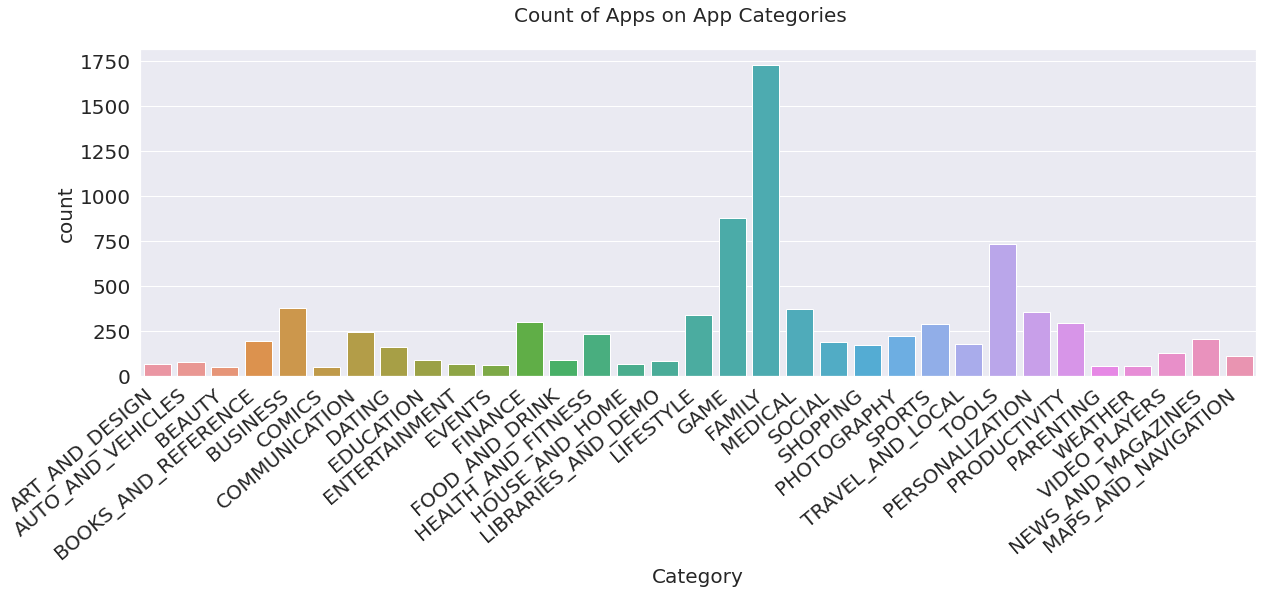 Count of Apps on App Categories
count
1750
1500
1250
1000
750
500
250
0
ART_AND_DESIGN
AUTO_AND_VEHICLES
BEAUTY
BOOKS_AND_REFERENCE
BUSINESS
COMICS
COMMUNICATION
DATING
EDUCATION
ENTERTAINMENT
EVENTS
FINANCE
FOOD_AND_DRINK
HEALTH_AND_FITNESS
HOUSE_AND_HOME
LIBRARIES_AND_DEMO
LIFESTYLE
GAME
FAMILY
MEDICAL
SOCIAL
SHOPPING
PHOTOGRAPHY
SPORTS
TRAVEL_AND_LOCAL
TOOLS
PERSONALIZATION
PRODUCTIVITY
PARENTING
WEATHER
VIDEO_PLAYERS
NEWS_AND_MAGAZINES
MAPS_AND_NAVIGATION
Category